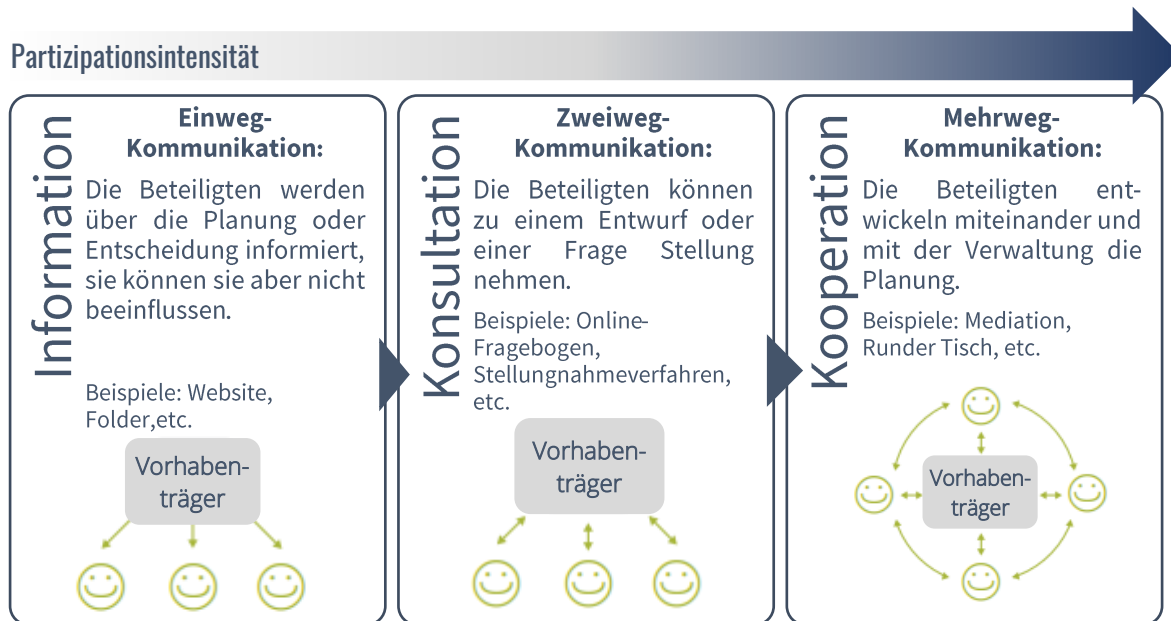 Partizipationsintensität
Information
Einweg-
Kommunikation:
Die Beteiligten werden
über die Planung oder
Entscheidung informiert,
sie können sie aber nicht
beeinflussen.
Beispiele: Website,
Folder,etc.
Vorhaben-
träger
Konsultation
Zweiweg-
Kommunikation:
Die Beteiligten können
zu einem Entwurf oder
einer Frage Stellung
nehmen.
Beispiele: Online-
Fragebogen,
Stellungnahmeverfahren,
etc.
Vorhaben-
träger
Kooperation
Mehrweg-
Kommunikation:
Die Beteiligten ent-
wickeln miteinander und
mit der Verwaltung die
Planung.
Beispiele: Mediation,
Runder Tisch, etc.
Vorhaben-
träger